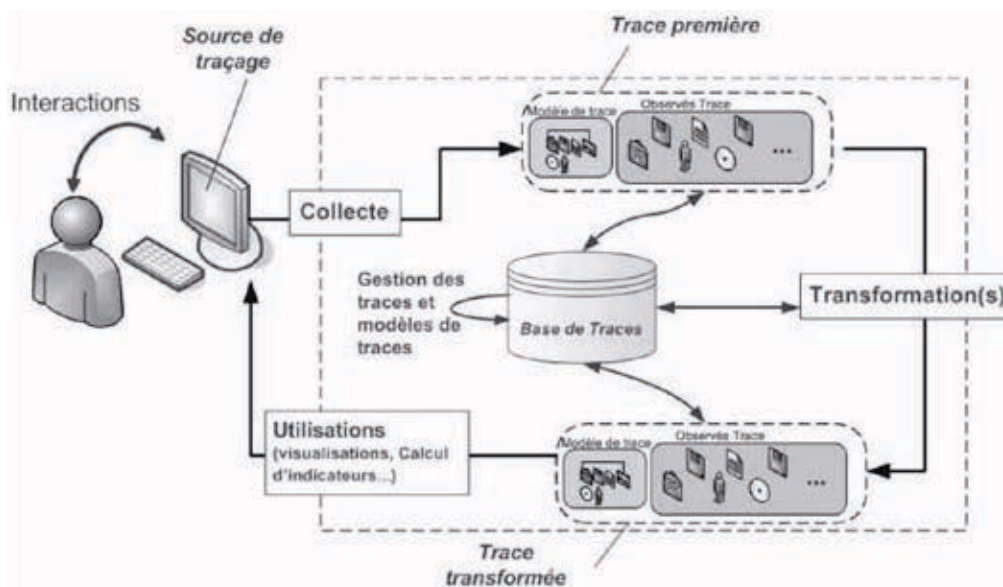 Source de
traçage
Trace première
Interactions
Modèle de trace
Observés Trace
...
Collecte
Gestion des
traces et
modèles de
traces
Base de Traces
Transformation(s)
Utilisations
(visualisations, Calcul
d'indicateurs...)
Modèle de trace
Observés Trace
...
Trace
transformée